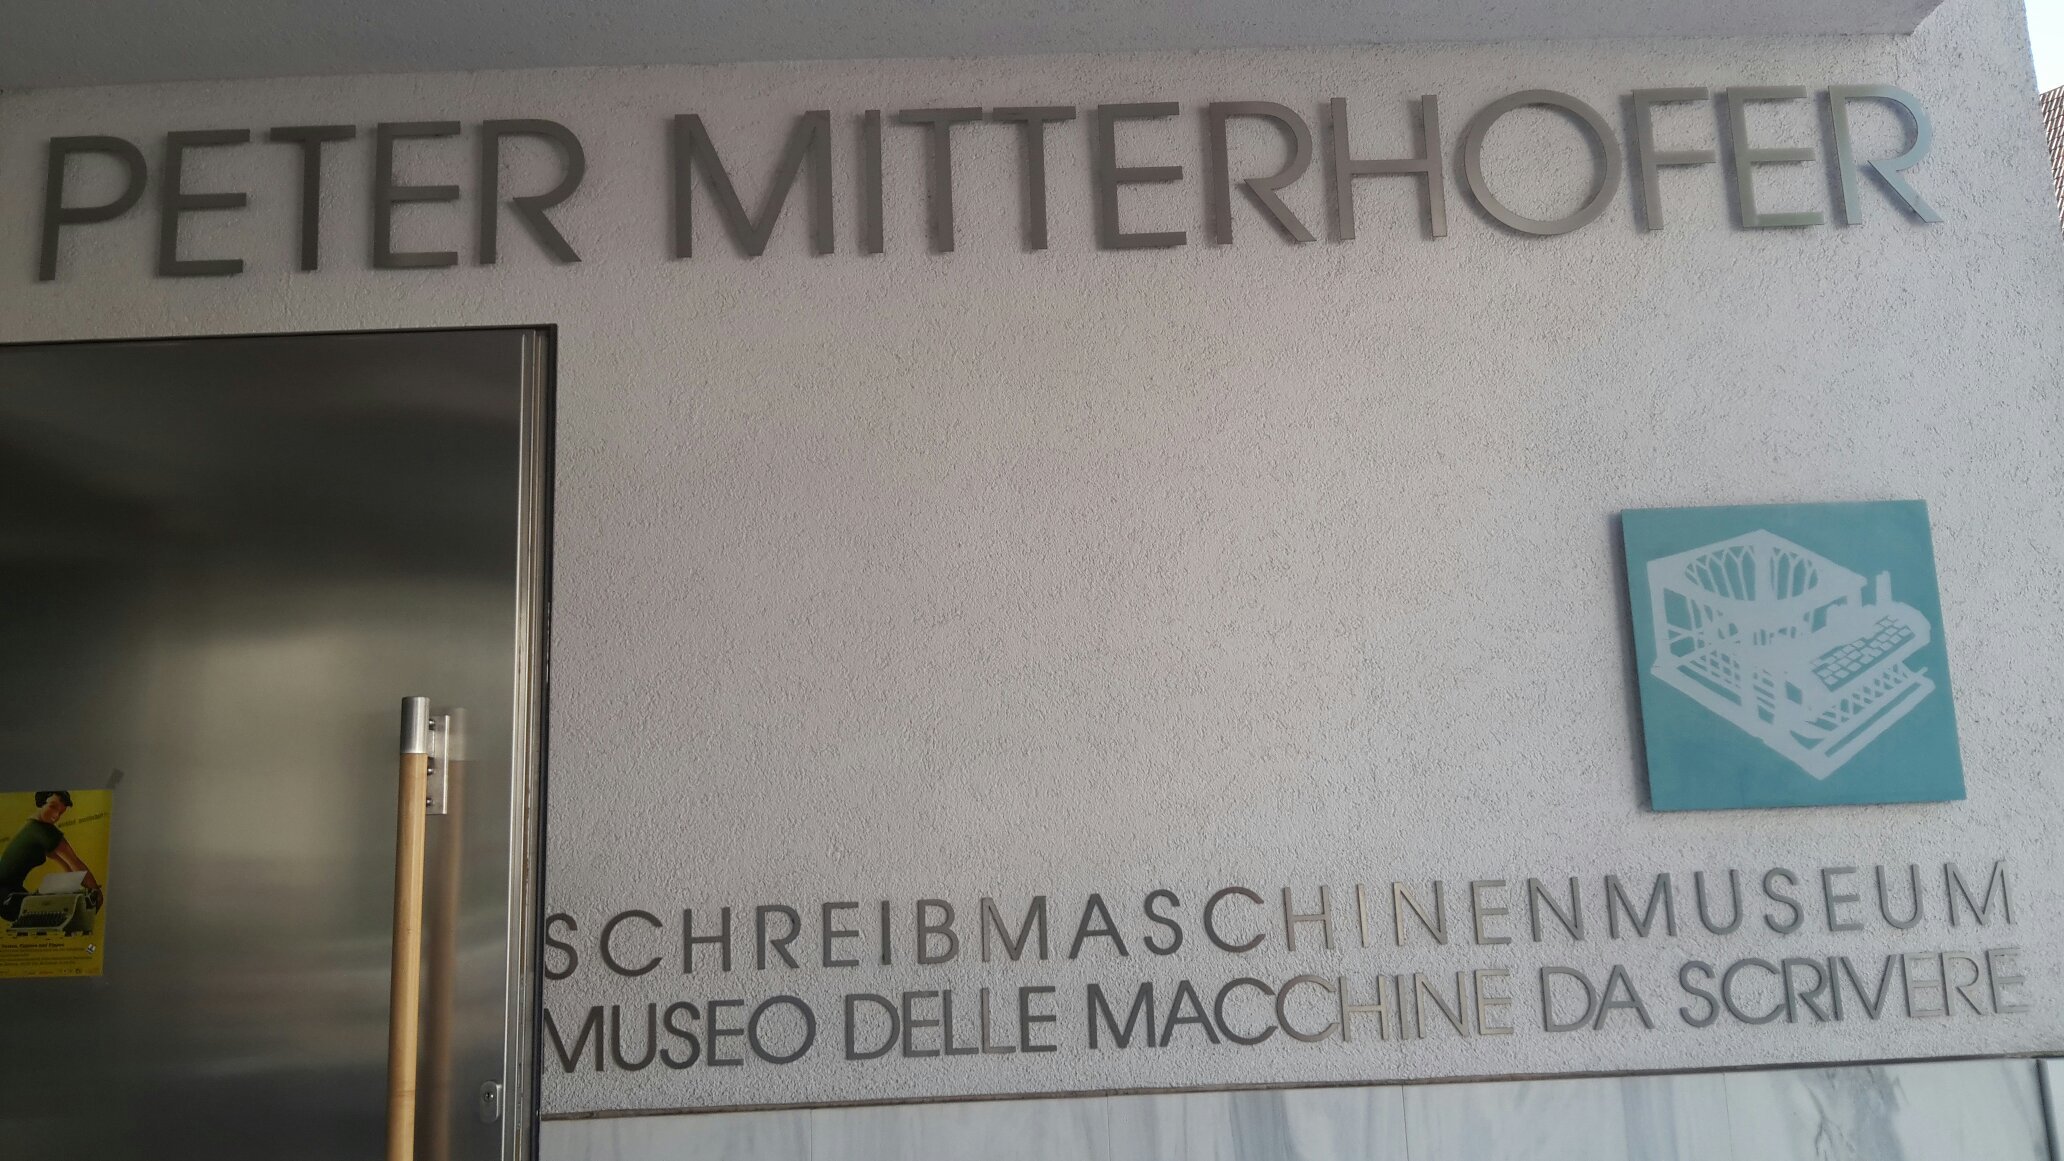 PETER MITTERHOFER
SCHREIBMASCHINENMUSEUM
MUSEO DELLE MACCHINE DA SCRIVERE